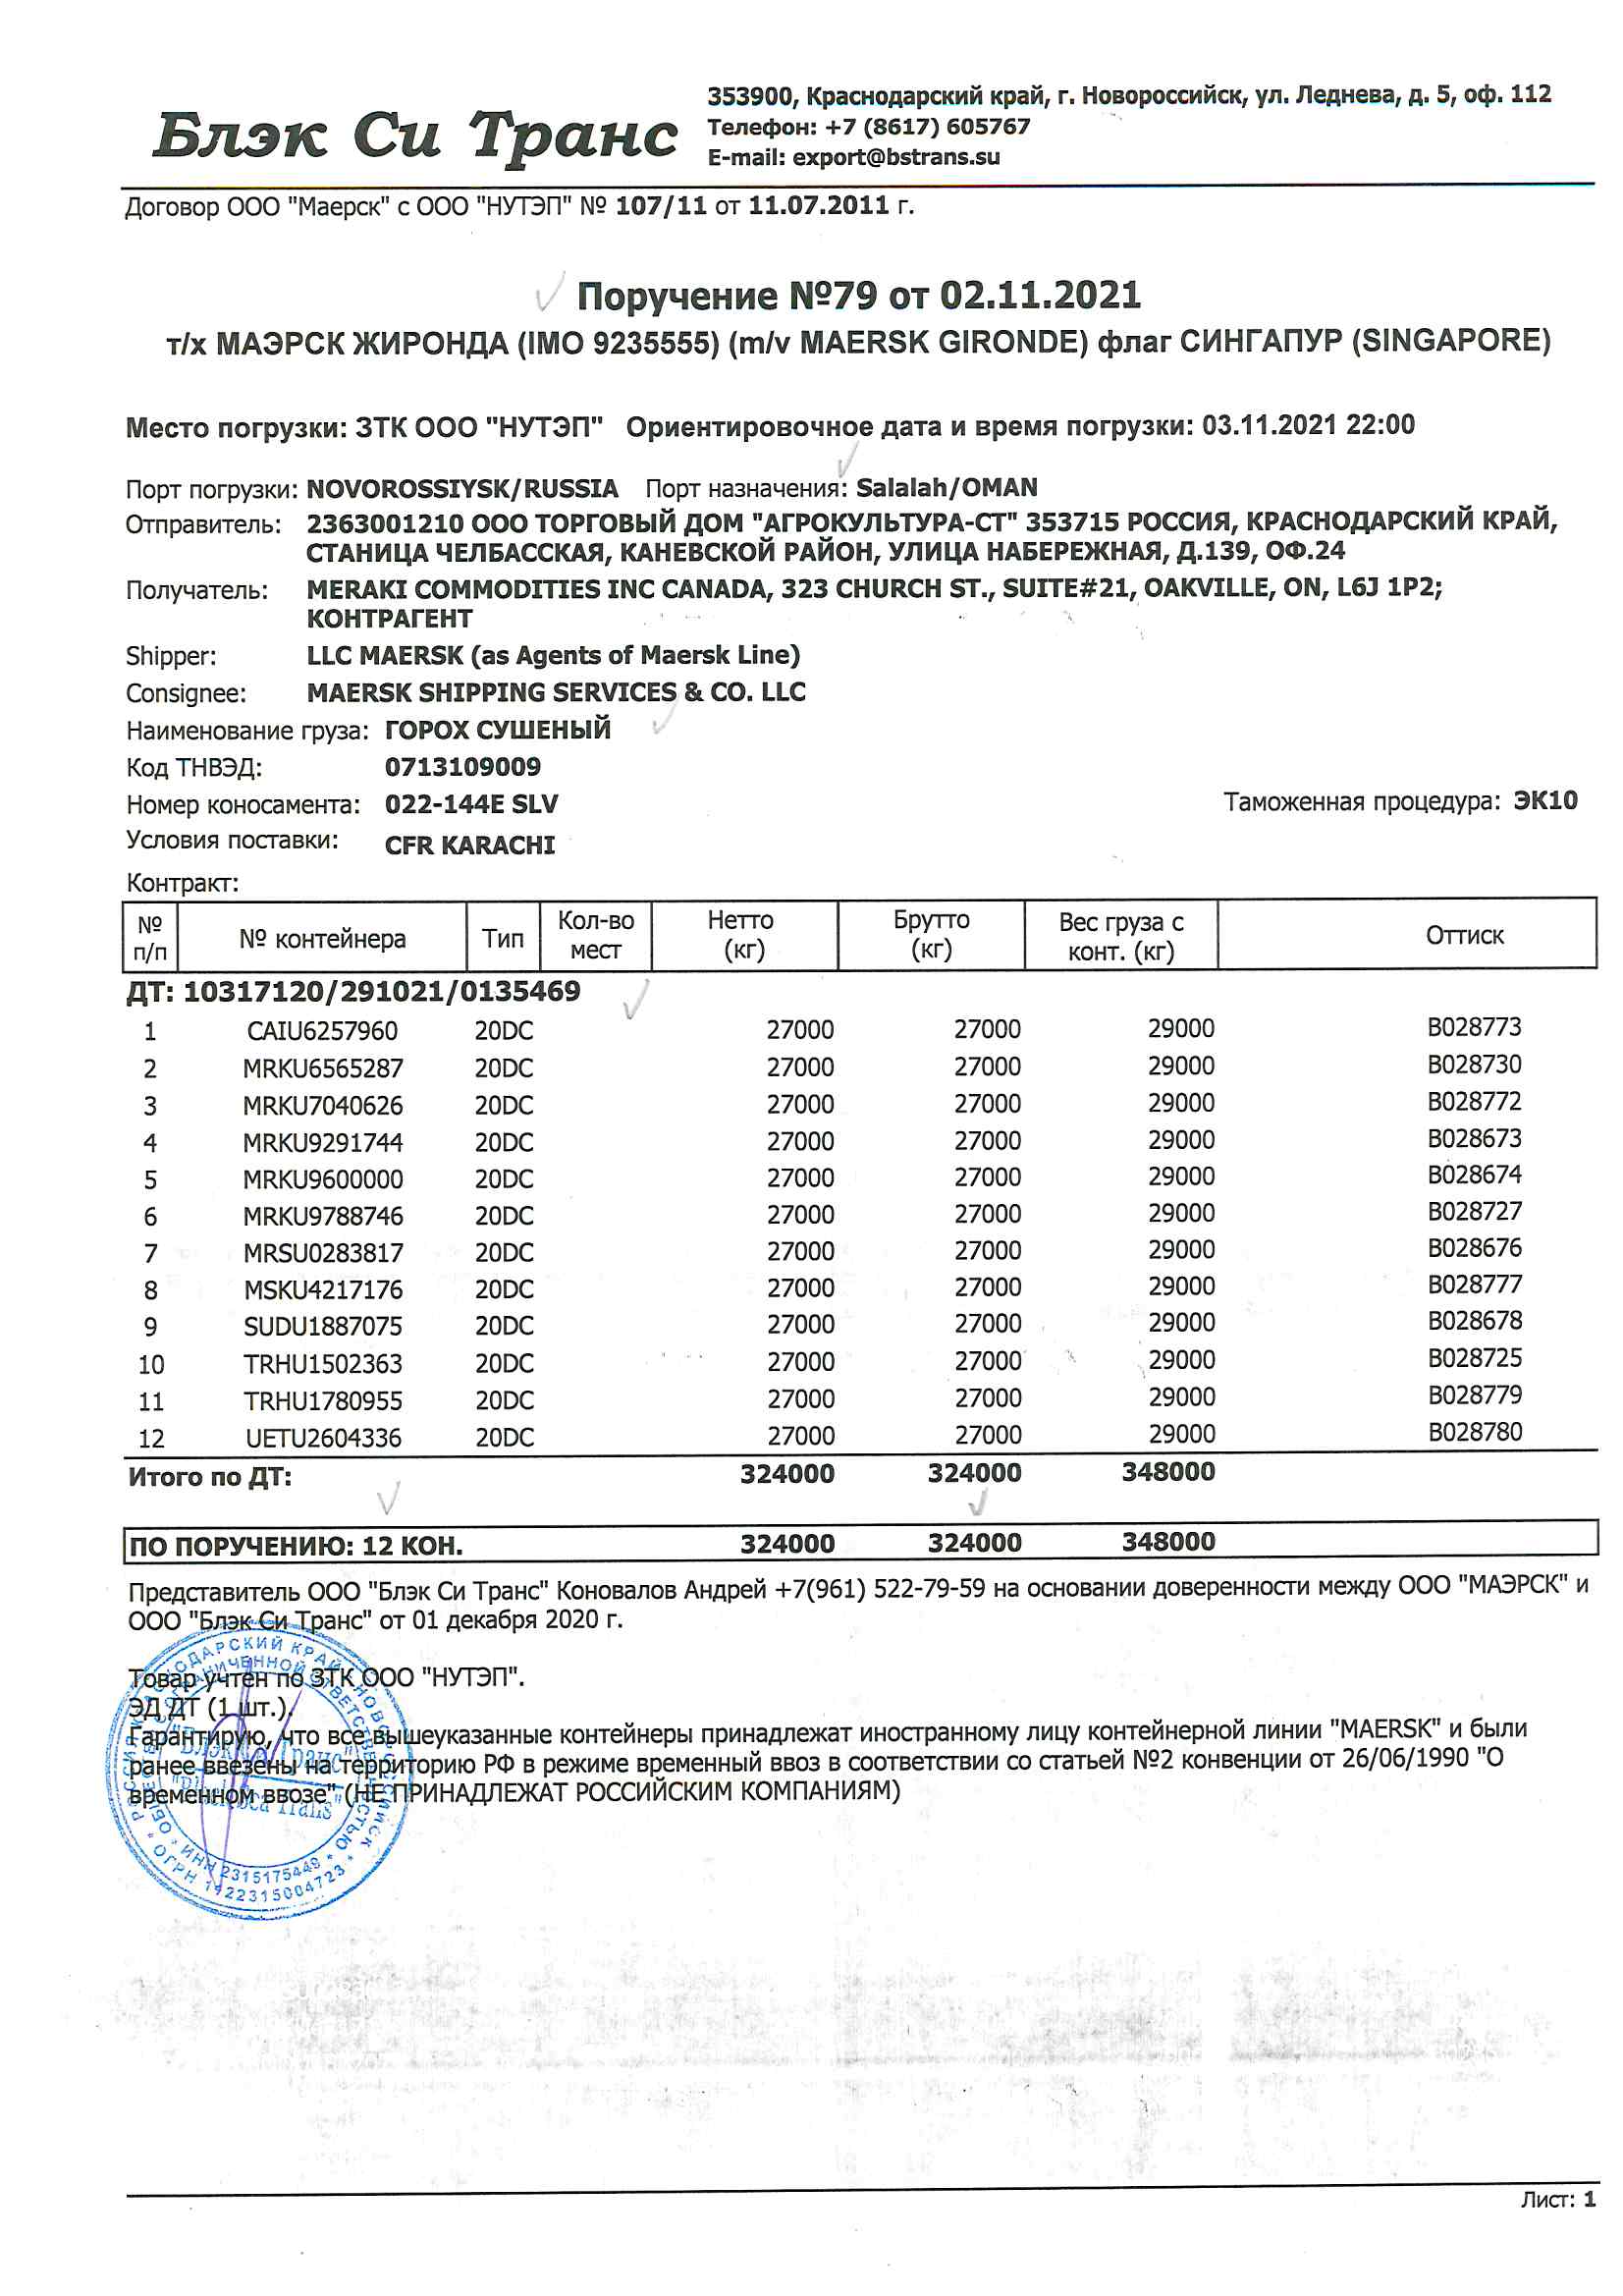 Блэк Си Транс
353900, Краснодарский край, г. Новороссийск, ул. Леднева, д. 5, оф. 112
Телефон: +7 (8617) 605767
E-mail: export@bstrans.su
Договор ООО "Маерск" с ООО "НУТЭП" № 107/11 от 11.07.2011 г.
Поручение №79 от 02.11.2021
т/х МАЭРСК ЖИРОНДА (IMO 9235555) (m/v MAERSK GIRONDE) флаг СИНГАПУР (SINGAPORE)
Место погрузки: ЗТК ООО "НУТЭП" Ориентировочное дата и время погрузки: 03.11.2021 22:00
Порт погрузки: NOVOROSSIYSK/RUSSIA Порт назначения: Salalah/OMAN
Отправитель: 2363001210 ООО ТОРГОВЫЙ ДОМ "АГРОКУЛЬТУРА-СТ" 353715 РОССИЯ, КРАСНОДАРСКИЙ КРАЙ,
СТАНИЦА ЧЕЛБАССКАЯ, КАНЕВСКОЙ РАЙОН, УЛИЦА НАБЕРЕЖНАЯ, Д.139, ОФ.24
Получатель: MERAKI COMMODITIES INC CANADA, 323 CHURCH ST., SUITE#21, OAKVILLE, ON, L6J 1P2;
КОНТРАГЕНТ
Shipper: LLC MAERSK (as Agents of Maersk Line)
Consignee: MAERSK SHIPPING SERVICES & CO. LLC
Наименование груза: ГОРОХ СУШЕНЫЙ
Код ТНВЭД: 0713109009
Номер коносамента: 022-144E SLV Таможенная процедура: ЭК10
Условия поставки: CFR KARACHI
Контракт:
№ п/п № контейнера Тип Кол-во мест Нетто (кг) Брутто (кг) Вес груза с конт. (кг) Оттиск
ДТ: 10317120/291021/0135469
1 CAIU6257960 20DC 27000 27000 29000 B028773
2 MRKU6565287 20DC 27000 27000 29000 B028730
3 MRKU7040626 20DC 27000 27000 29000 B028772
4 MRKU9291744 20DC 27000 27000 29000 B028673
5 MRKU9600000 20DC 27000 27000 29000 B028674
6 MRKU9788746 20DC 27000 27000 29000 B028727
7 MRSU0283817 20DC 27000 27000 29000 B028676
8 MSKU4217176 20DC 27000 27000 29000 B028777
9 SUDU1887075 20DC 27000 27000 29000 B028678
10 TRHU1502363 20DC 27000 27000 29000 B028725
11 TRHU1780955 20DC 27000 27000 29000 B028779
12 UETU2604336 20DC 27000 27000 29000 B028780
Итого по ДТ: 324000 324000 348000
ПО ПОРУЧЕНИЮ: 12 КОН. 324000 324000 348000
Представитель ООО "Блэк Си Транс" Коновалов Андрей +7(961) 522-79-59 на основании доверенности между ООО "МАЭРСК" и
ООО "Блэк Си Транс" от 01 декабря 2020 г.
Товар учтен по ЗТК ООО "НУТЭП".
ЭД ДТ (1 шт.).
Гарантирую, что все вышеуказанные контейнеры принадлежат иностранному лицу контейнерной линии "MAERSK" и были
ранее ввезены на территорию РФ в режиме временный ввоз в соответствии со статьей №2 конвенции от 26/06/1990 "О
временном ввозе" (НЕ ПРИНАДЛЕЖАТ РОССИЙСКИМ КОМПАНИЯМ)
Лист: 1